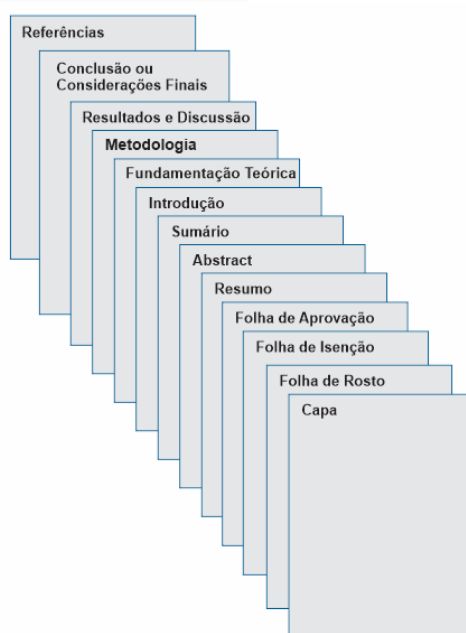 Referências
Conclusão ou
Considerações Finais
Resultados e Discussão
Metodologia
Fundamentação Teórica
Introdução
Sumário
Abstract
Resumo
Folha de Aprovação
Folha de Isenção
Folha de Rosto
Capa